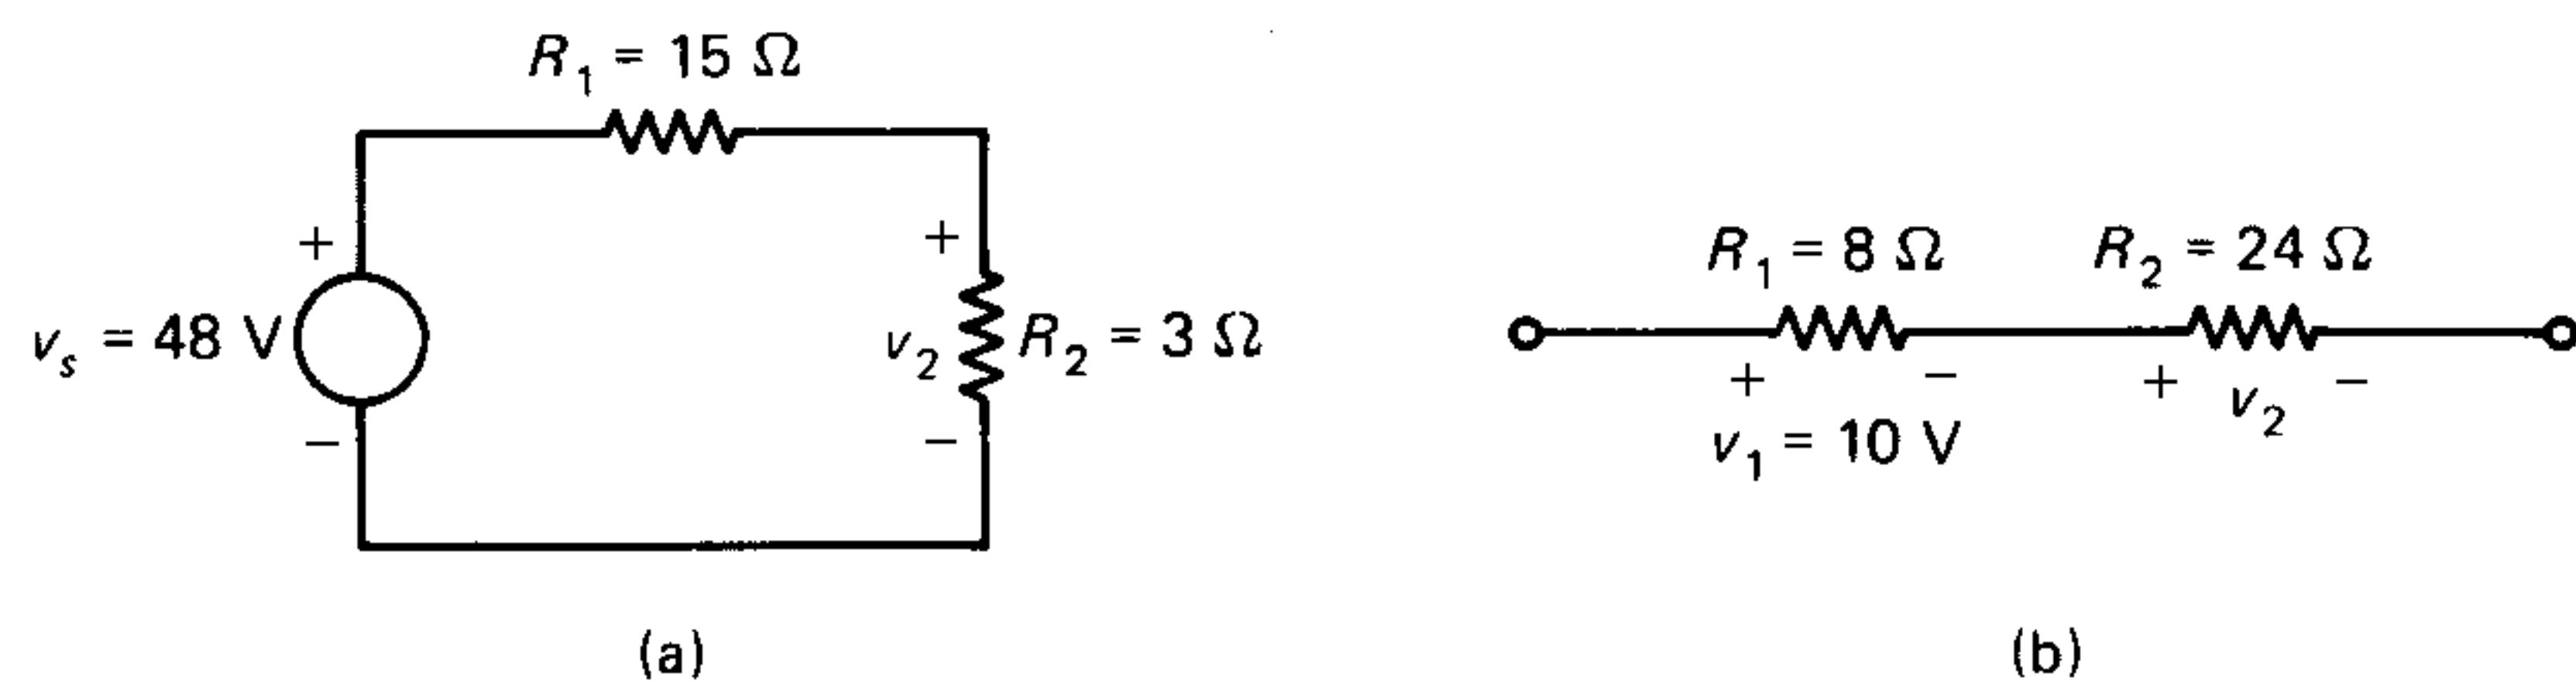 R₁ = 15 Ω
+
+
vₛ = 48 V
v₂
R₂ = 3 Ω
−
−
(a)
R₁ = 8 Ω
R₂ = 24 Ω
+
−
+
−
v₂
v₁ = 10 V
(b)